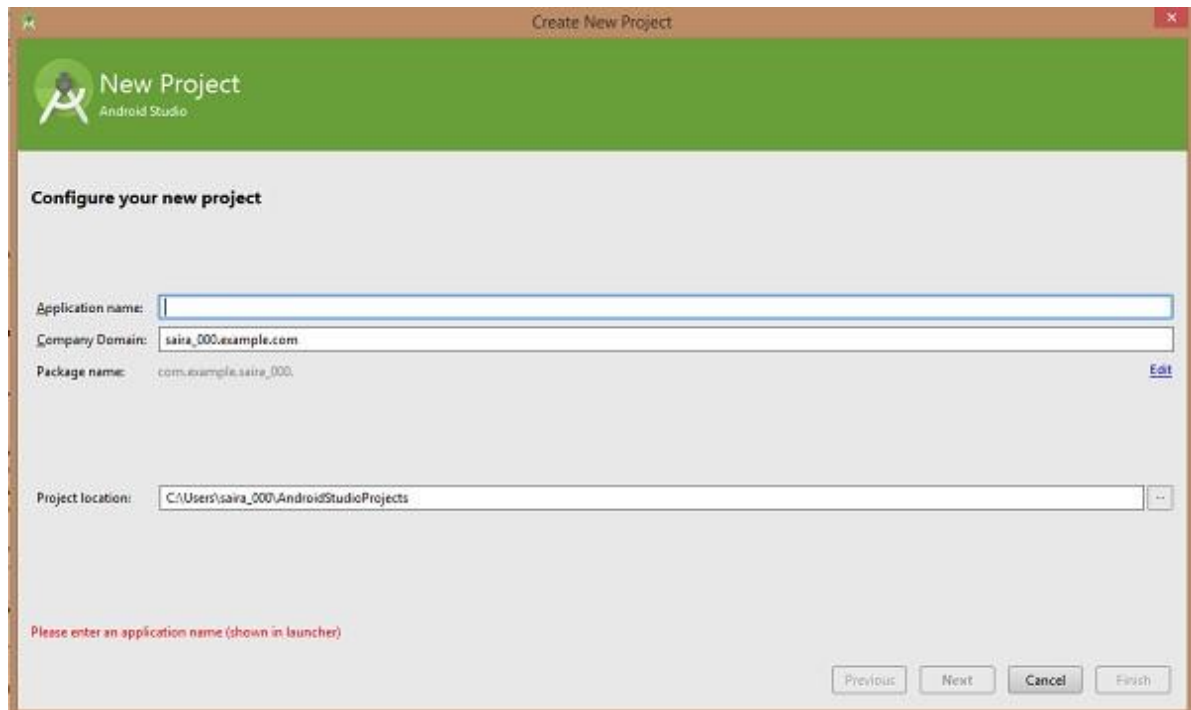 Create New Project
New Project
Android Studio
Configure your new project
Application name:
Company Domain: saira_000.example.com
Package name: com.example.saira_000. Edit
Project location: C:\Users\saira_000\AndroidStudioProjects ...
Please enter an application name (shown in launcher)
Previous Next Cancel Finish